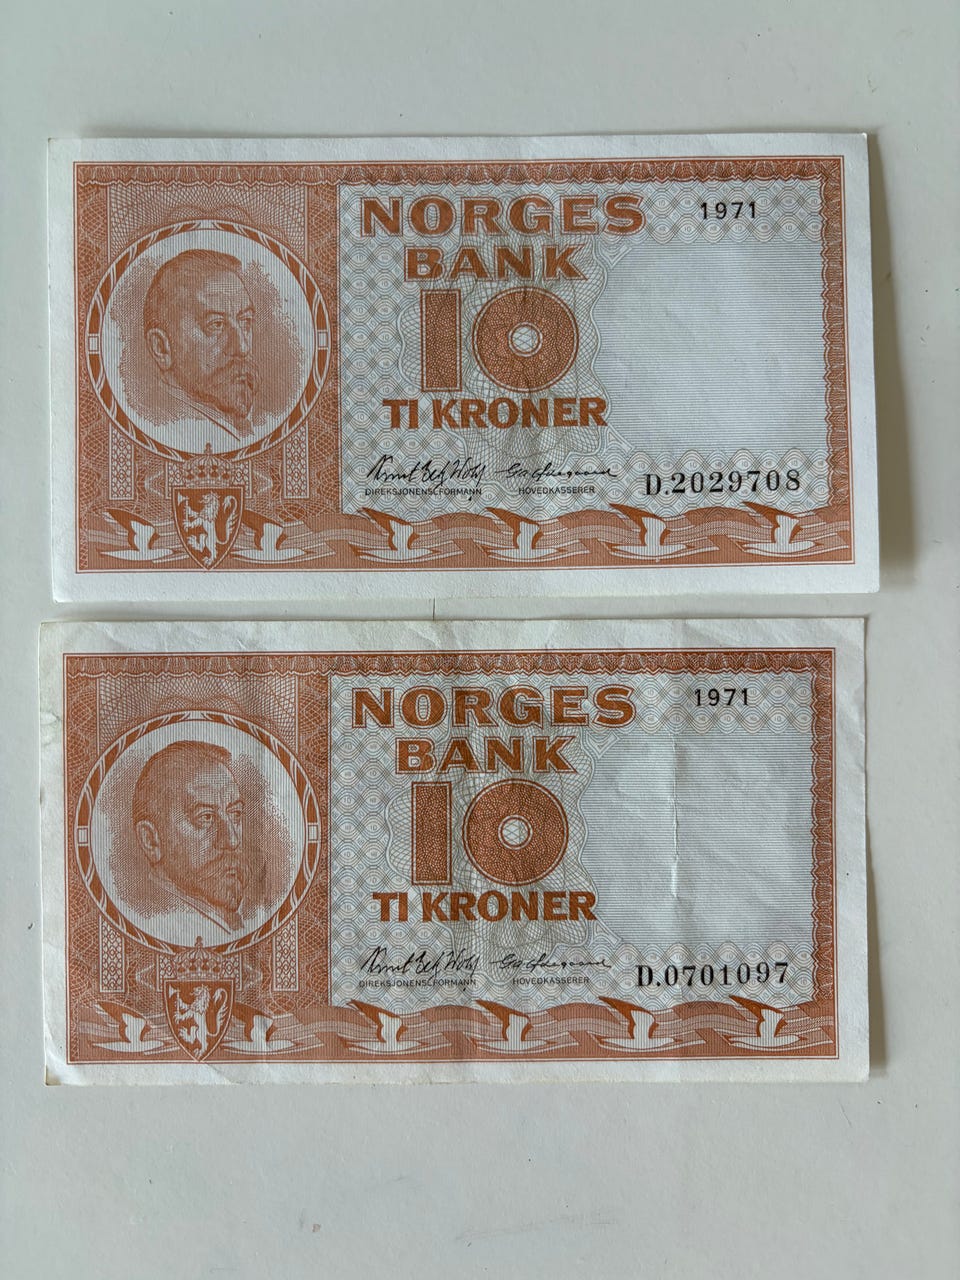 NORGES
1971
BANK
10
TI KRONER
DIREKSJONENS FORMANN HOVEDKASSERER
D.2029708
NORGES
1971
BANK
10
TI KRONER
DIREKSJONENS FORMANN HOVEDKASSERER
D.0701097